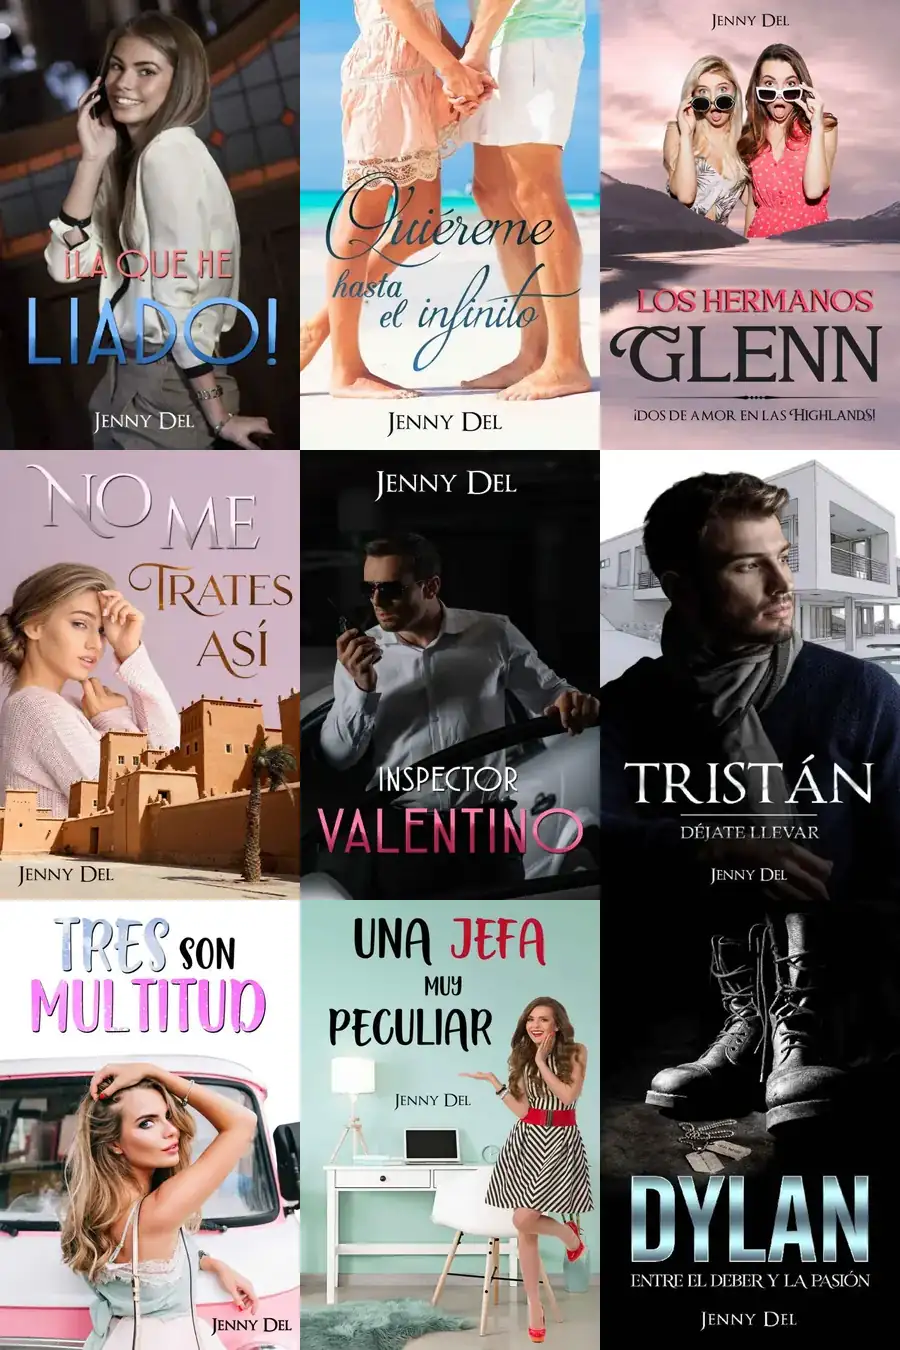 ¡LA QUE HE
LIADO!
JENNY DEL
Quiéreme
hasta
el infinito
JENNY DEL
JENNY DEL
LOS HERMANOS
GLENN
¡DOS DE AMOR EN LAS HIGHLANDS!
NO ME
TRATES
ASÍ
JENNY DEL
JENNY DEL
INSPECTOR
VALENTINO
TRISTÁN
DÉJATE LLEVAR
JENNY DEL
TRES SON
MULTITUD
JENNY DEL
UNA JEFA
MUY
PECULIAR
JENNY DEL
DYLAN
ENTRE EL DEBER Y LA PASIÓN
JENNY DEL